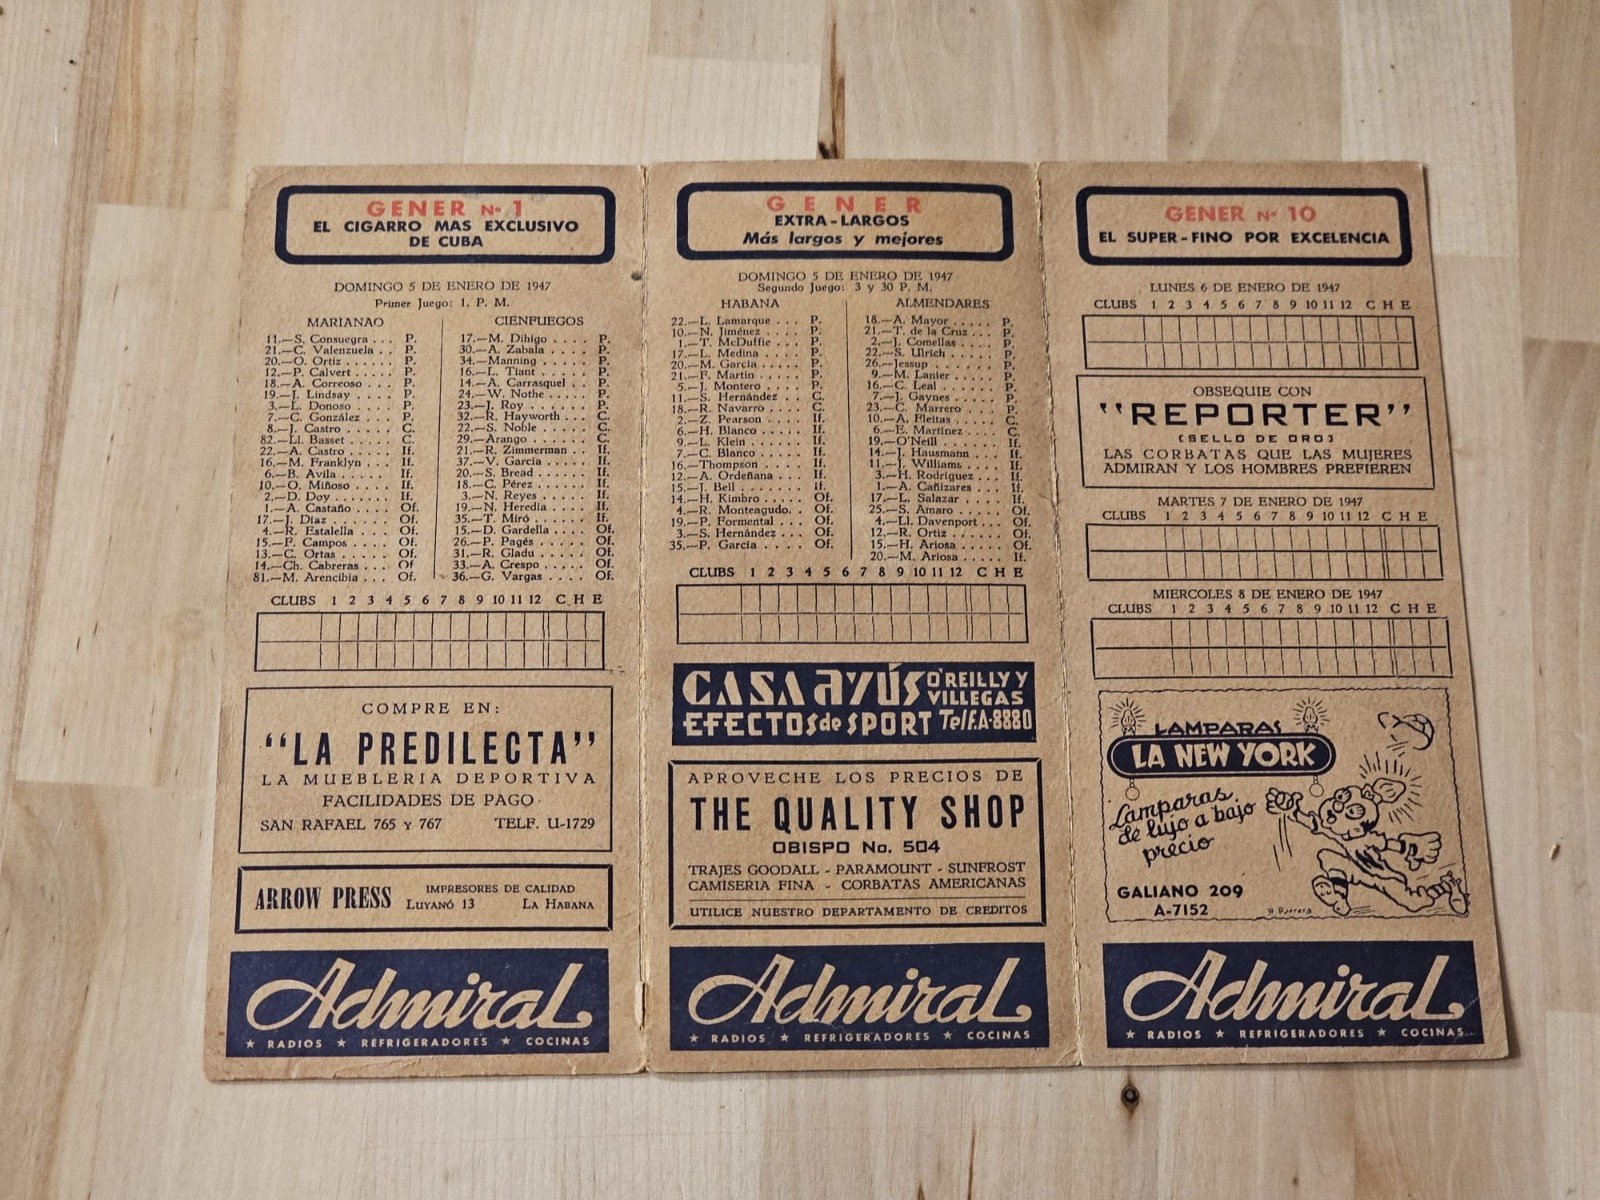 GENER Nº 1
EL CIGARRO MAS EXCLUSIVO
DE CUBA
DOMINGO 5 DE ENERO DE 1947
Primer Juego: 1. P. M.
MARIANAO
11.—S. Consuegra . . . P.
21.—C. Valenzuela . . P.
20.—O. Ortiz . . . . . . P.
12.—P. Calvert . . . . . P.
18.—A. Correoso . . . P.
19.—J. Lindsay . . . . P.
3.—L. Donoso . . . . . P.
7.—C. González . . . . P.
8.—J. Castro . . . . . C.
82.—Ll. Basset . . . . . C.
22.—A. Castro . . . . . If.
16.—M. Franklyn . . . If.
6.—B. Avila . . . . . . If.
10.—O. Miñoso . . . . If.
2.—D. Doy . . . . . . . If.
1.—A. Castaño . . . . Of.
17.—J. Diaz . . . . . . Of.
4.—R. Estalella . . . . Of.
15.—F. Campos . . . . Of.
13.—C. Ortas . . . . . Of.
14.—Ch. Cabreras . . . Of
81.—M. Arencibia . . . Of.
CIENFUEGOS
17.—M. Dihigo . . . . P.
30.—A. Zabala . . . . P.
34.—Manning . . . . . P.
16.—L. Tiant . . . . . P.
14.—A. Carrasquel . . P.
24.—W. Nothe . . . . P.
23.—J. Roy . . . . . . P.
32.—R. Hayworth . . . C.
22.—S. Noble . . . . . C.
29.—Arango . . . . . . If.
21.—R. Zimmerman . . If.
37.—V. García . . . . If.
20.—S. Bread . . . . . If.
18.—C. Pérez . . . . . If.
3.—N. Reyes . . . . . If.
19.—N. Heredia . . . . If.
35.—T. Miró . . . . . . If.
15.—D. Gardella . . . . Of.
26.—P. Pagés . . . . . Of.
31.—R. Gladu . . . . . Of.
33.—A. Crespo . . . . Of.
36.—G. Vargas . . . . Of.
CLUBS 1 2 3 4 5 6 7 8 9 10 11 12 C H E
COMPRE EN:
"LA PREDILECTA"
LA MUEBLERIA DEPORTIVA
FACILIDADES DE PAGO
SAN RAFAEL 765 Y 767 TELF. U-1729
ARROW PRESS
IMPRESORES DE CALIDAD
LUYANÓ 13 LA HABANA
Admiral
★ RADIOS ★ REFRIGERADORES ★ COCINAS
GENER
EXTRA-LARGOS
Más largos y mejores
DOMINGO 5 DE ENERO DE 1947
Segundo Juego: 3 y 30 P. M.
HABANA
22.—L. Lamarque . . . P.
10.—N. Jiménez . . . P.
1.—T. McDuffie . . . P.
17.—L. Medina . . . . P.
20.—M. García . . . . P.
21.—F. Martin . . . . P.
5.—J. Montero . . . . P.
11.—S. Hernández . . C.
18.—R. Navarro . . . C.
2.—Z. Pearson . . . . If.
6.—H. Blanco . . . . . If.
9.—L. Klein . . . . . . If.
7.—C. Blanco . . . . . If.
16.—Thompson . . . . If.
12.—A. Ordeñana . . . If.
15.—J. Bell . . . . . . If.
14.—H. Kimbro . . . . Of.
4.—R. Monteagudo. . Of.
19.—P. Formental . . . Of.
3.—S. Hernández . . . Of.
35.—P. García . . . . . Of.
ALMENDARES
18.—A. Mayor . . . . . P.
21.—T. de la Cruz . . . P.
2.—J. Comellas . . . . P.
22.—S. Ulrich . . . . . P.
26.—Jessup . . . . . . P.
9.—M. Lanier . . . . . P.
16.—C. Leal . . . . . . P.
7.—J. Gaynes . . . . . P.
23.—C. Marrero . . . . P.
10.—A. Fleitas . . . . . C.
6.—E. Martinez . . . . C.
19.—O'Neill . . . . . . If.
14.—J. Hausmann . . . If.
11.—J. Williams . . . . If.
3.—H. Rodriguez . . . If.
1.—A. Cañizares . . . If.
17.—L. Salazar . . . . Of.
25.—S. Amaro . . . . . Of.
4.—Ll. Davenport . . . Of.
12.—R. Ortiz . . . . . . Of.
15.—H. Ariosa . . . . . Of.
20.—M. Ariosa . . . . . If.
CLUBS 1 2 3 4 5 6 7 8 9 10 11 12 C H E
CASA AYÚS O'REILLY Y
VILLEGAS
EFECTOS de SPORT Telf. A-8880
APROVECHE LOS PRECIOS DE
THE QUALITY SHOP
OBISPO No. 504
TRAJES GOODALL - PARAMOUNT - SUNFROST
CAMISERIA FINA - CORBATAS AMERICANAS
UTILICE NUESTRO DEPARTAMENTO DE CREDITOS
Admiral
★ RADIOS ★ REFRIGERADORES ★ COCINAS
GENER Nº 10
EL SUPER-FINO POR EXCELENCIA
LUNES 6 DE ENERO DE 1947
CLUBS 1 2 3 4 5 6 7 8 9 10 11 12 C H E
OBSEQUIE CON
"REPORTER"
(SELLO DE ORO)
LAS CORBATAS QUE LAS MUJERES
ADMIRAN Y LOS HOMBRES PREFIEREN
MARTES 7 DE ENERO DE 1947
CLUBS 1 2 3 4 5 6 7 8 9 10 11 12 C H E
MIERCOLES 8 DE ENERO DE 1947
CLUBS 1 2 3 4 5 6 7 8 9 10 11 12 C H E
LAMPARAS
LA NEW YORK
Lamparas
de lujo a bajo
précio
GALIANO 209
A-7152
Admiral
★ RADIOS ★ REFRIGERADORES ★ COCINAS